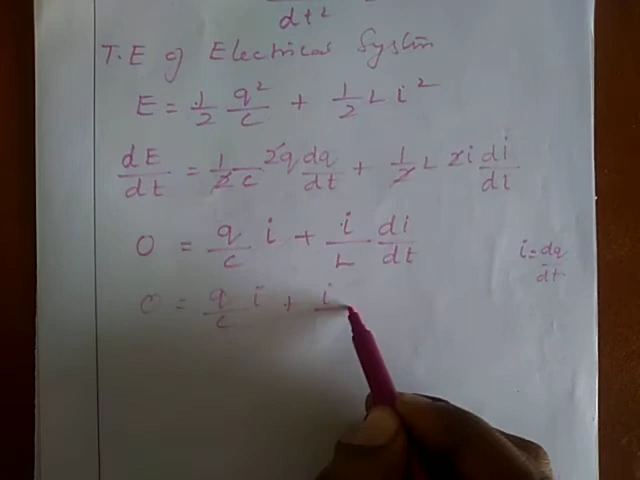 dt²
T.E of Electrical System
E = 1/2 q²/c + 1/2 L i²
dE/dt = 1/2c 2q dq/dt + 1/2 L 2i di/dt
0 = q/c i + i/L di/dt
i = dq/dt
0 = q/c i + i